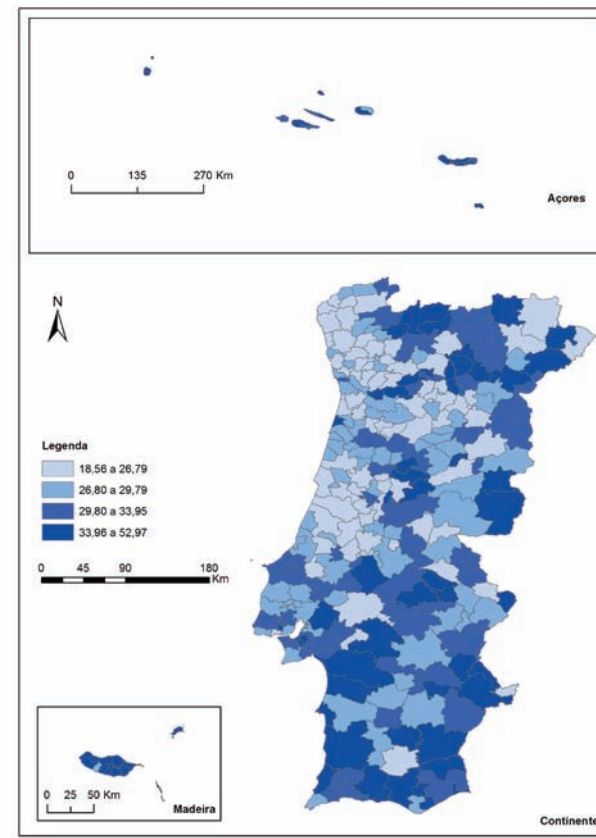 0 135 270 Km
Açores
N
Legenda
18,56 a 26,79
26,80 a 29,79
29,80 a 33,95
33,96 a 52,97
0 45 90 180
Km
0 25 50 Km
Madeira
Continente